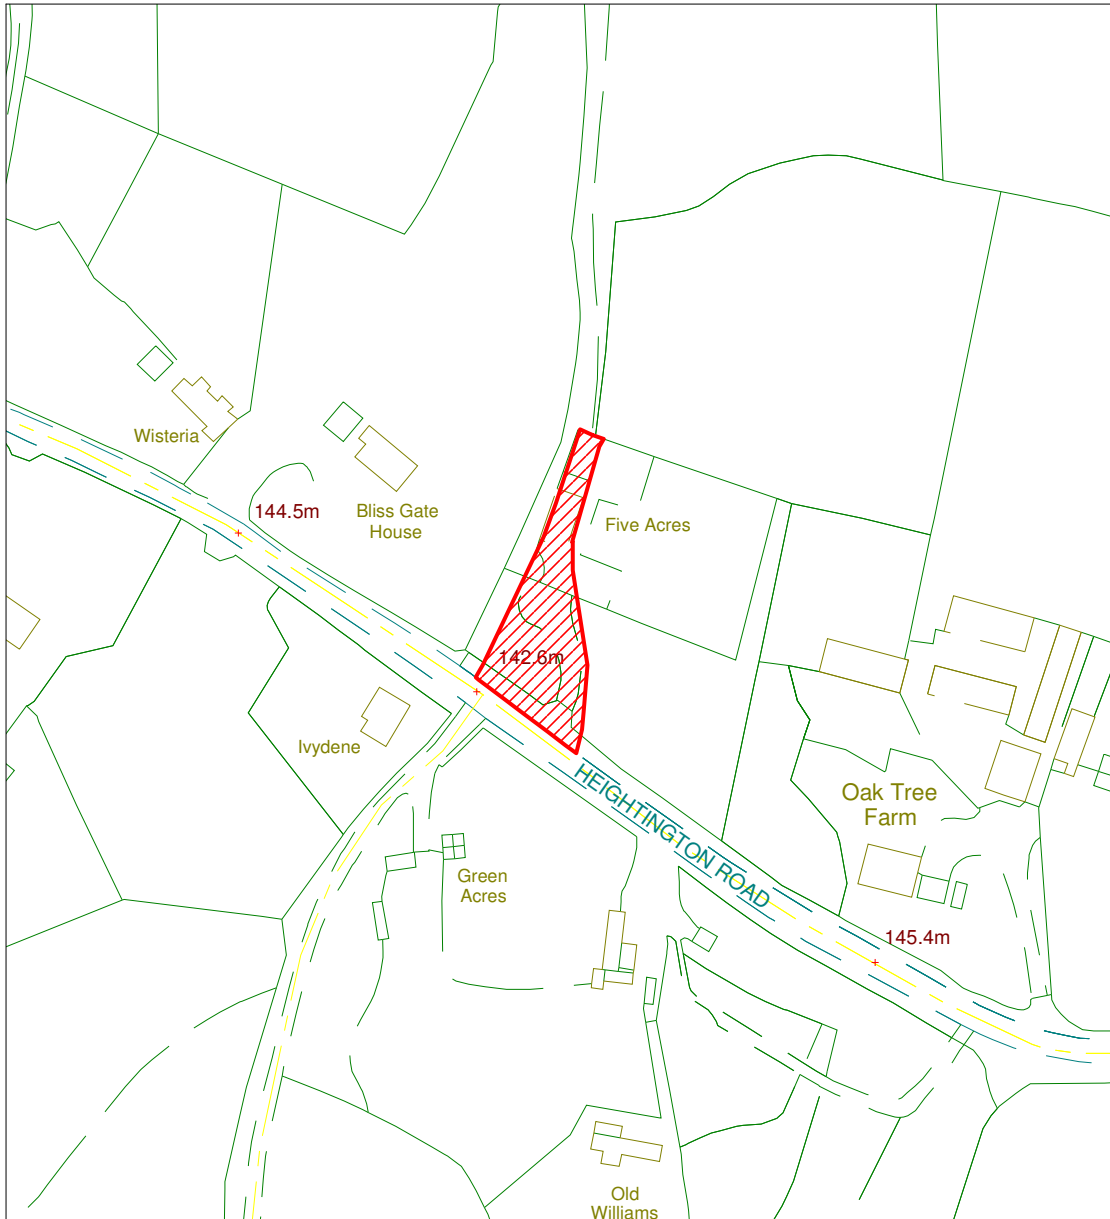 Wisteria
144.5m
Bliss Gate
House
Five Acres
142.6m
Ivydene
HEIGHTINGTON ROAD
Oak Tree
Farm
Green
Acres
145.4m
Old
Williams